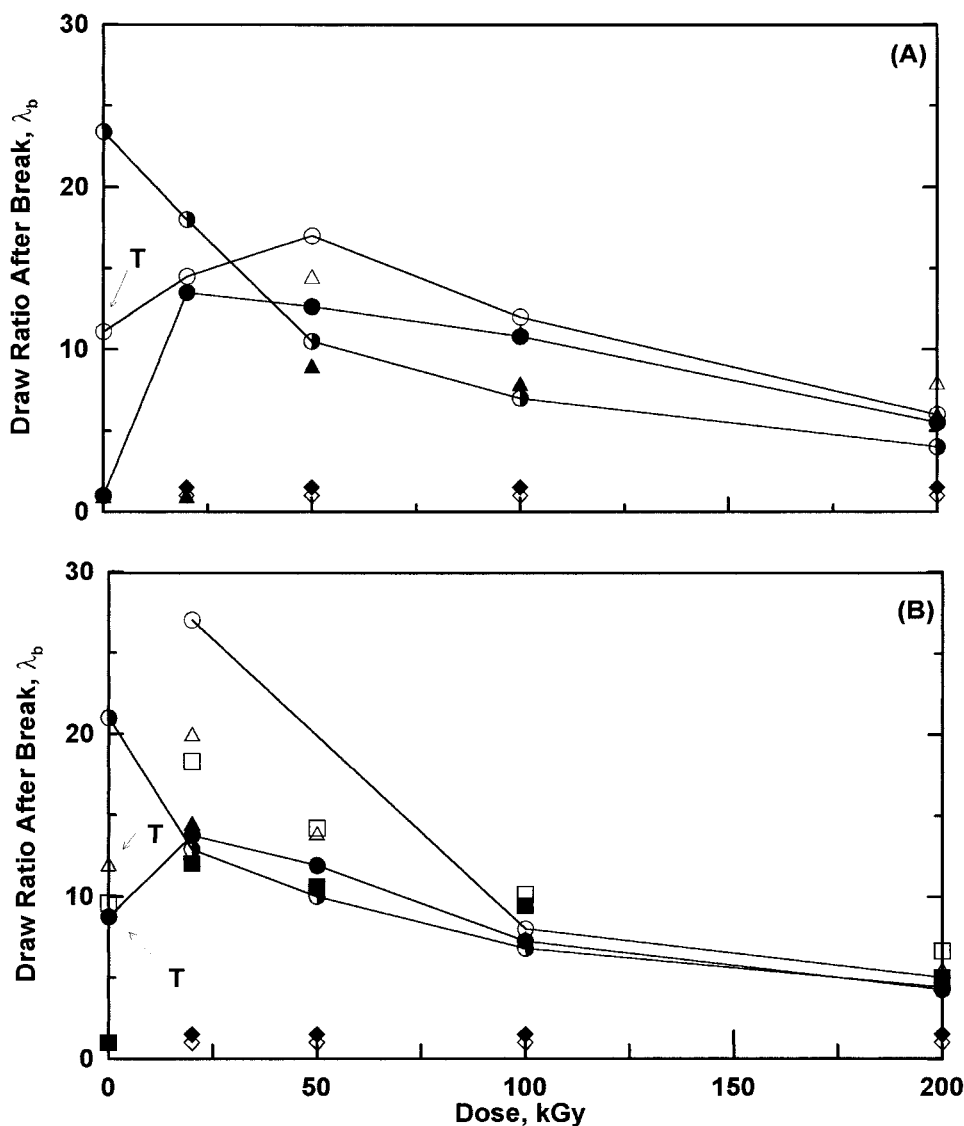 30
(A)
Draw Ratio After Break, λb
20
T
10
0
30
(B)
Draw Ratio After Break, λb
20
T
10
T
0
0 50 100 150 200
Dose, kGy